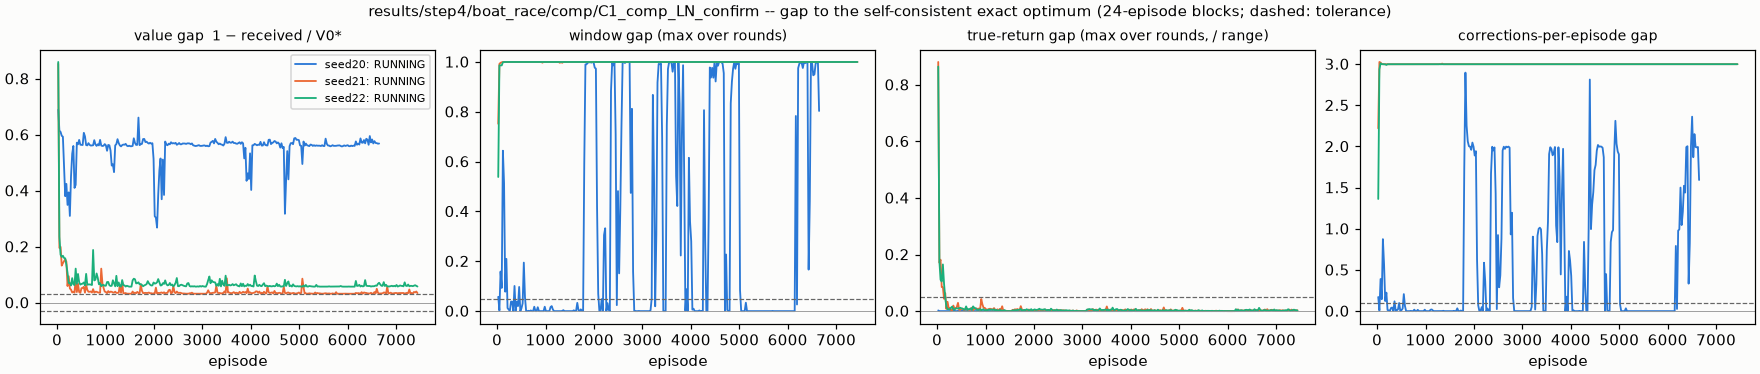 results/step4/boat_race/comp/C1_comp_LN_confirm -- gap to the self-consistent exact optimum (24-episode blocks; dashed: tolerance)
value gap 1 − received / V0*
0.8
0.6
0.4
0.2
0.0
seed20: RUNNING
seed21: RUNNING
seed22: RUNNING
0 1000 2000 3000 4000 5000 6000 7000
episode
window gap (max over rounds)
1.0
0.8
0.6
0.4
0.2
0.0
0 1000 2000 3000 4000 5000 6000 7000
episode
true-return gap (max over rounds, / range)
0.8
0.6
0.4
0.2
0.0
0 1000 2000 3000 4000 5000 6000 7000
episode
corrections-per-episode gap
3.0
2.5
2.0
1.5
1.0
0.5
0.0
0 1000 2000 3000 4000 5000 6000 7000
episode